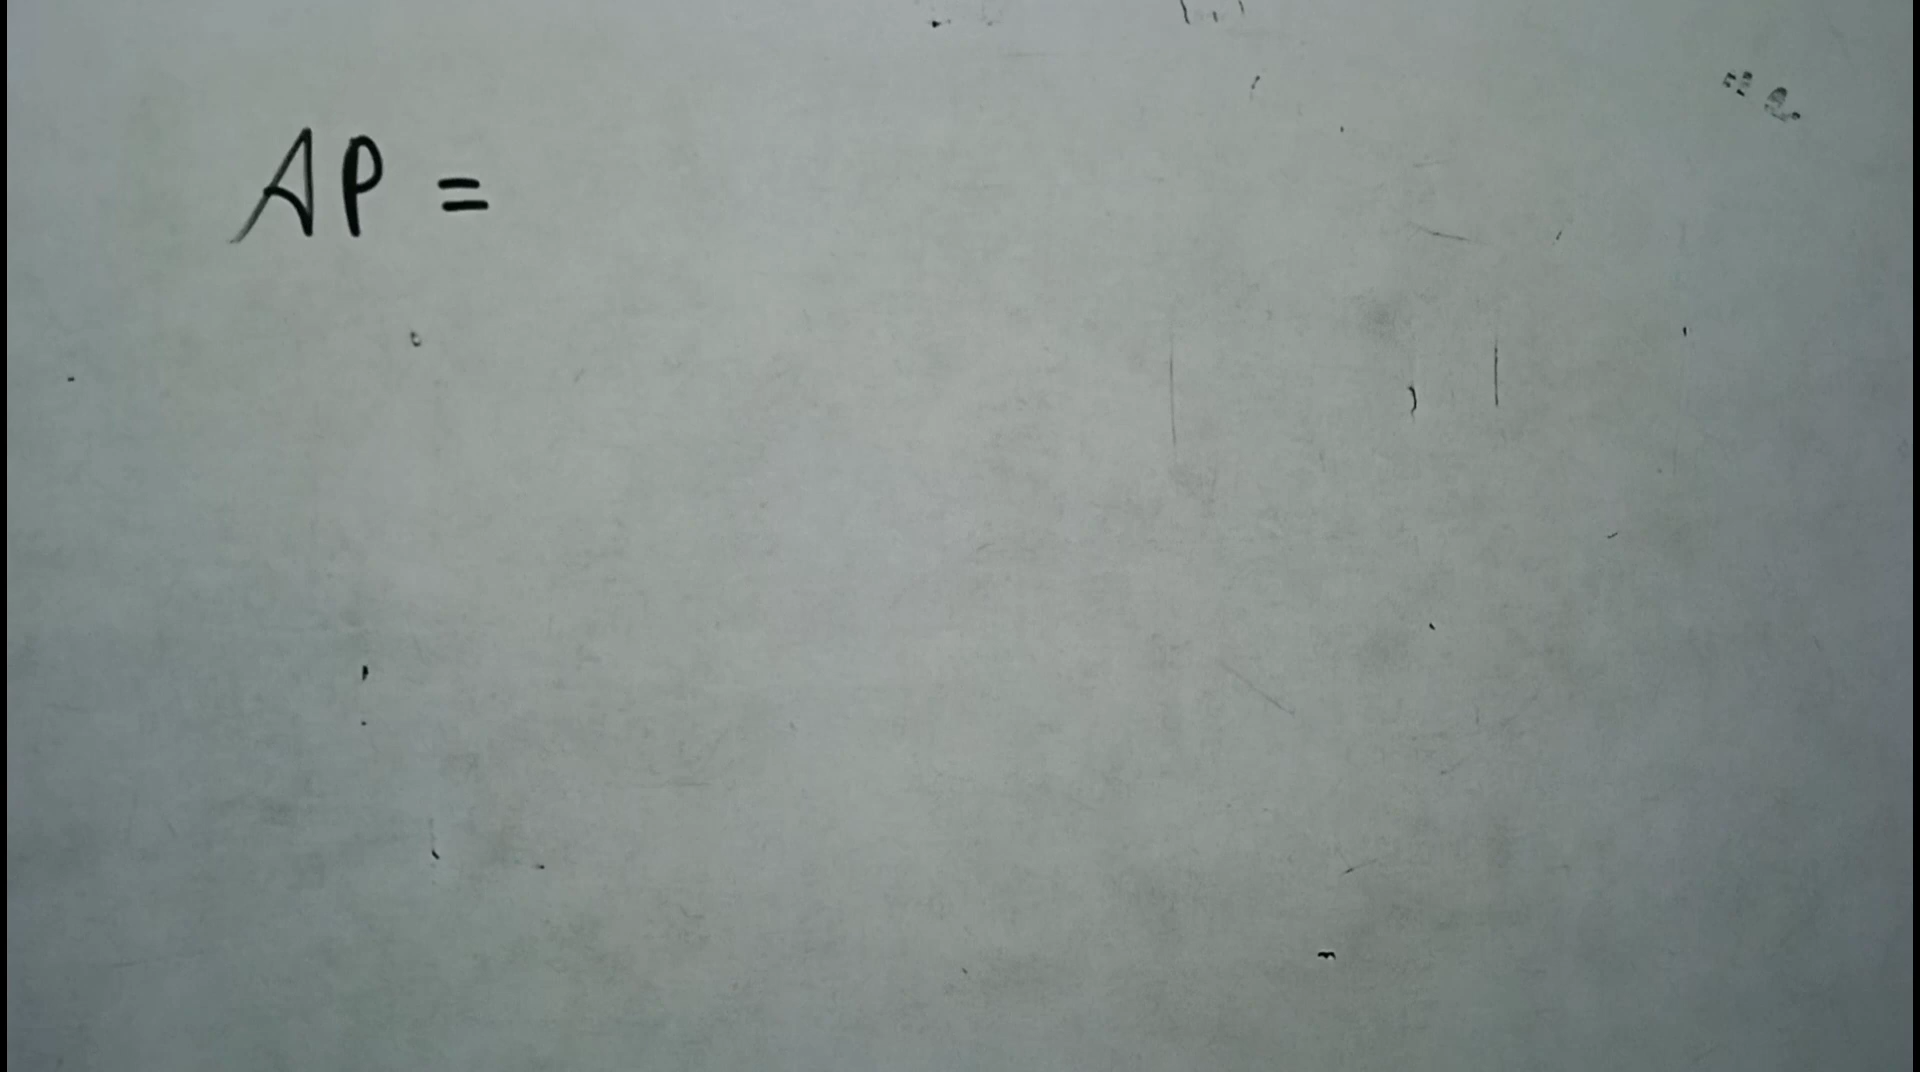 AP =